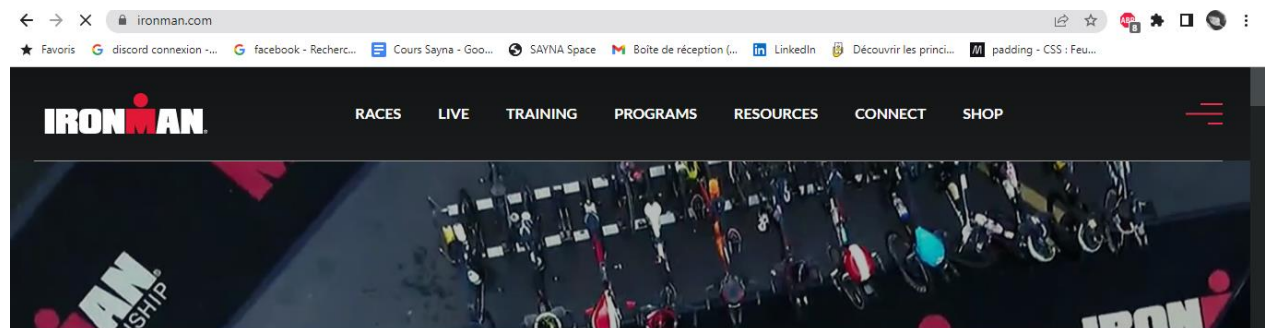 ironman.com
Favoris discord connexion -... facebook - Recherc... Cours Sayna - Goo... SAYNA Space Boîte de réception (... LinkedIn Découvrir les princi... padding - CSS : Feu...
IRONMAN RACES LIVE TRAINING PROGRAMS RESOURCES CONNECT SHOP